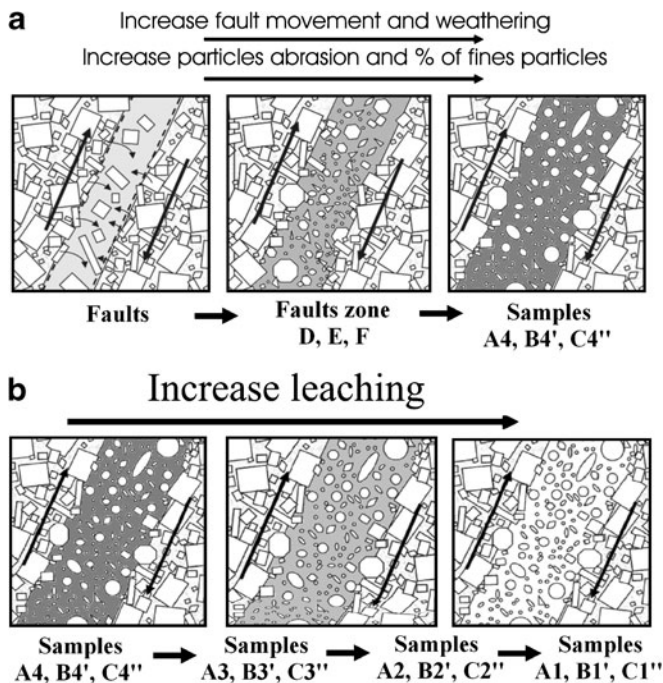 a
Increase fault movement and weathering
Increase particles abrasion and % of fines particles
Faults
Faults zone
D, E, F
Samples
A4, B4', C4"
b
Increase leaching
Samples
A4, B4', C4"
Samples
A3, B3', C3"
Samples
A2, B2', C2"
Samples
A1, B1', C1"